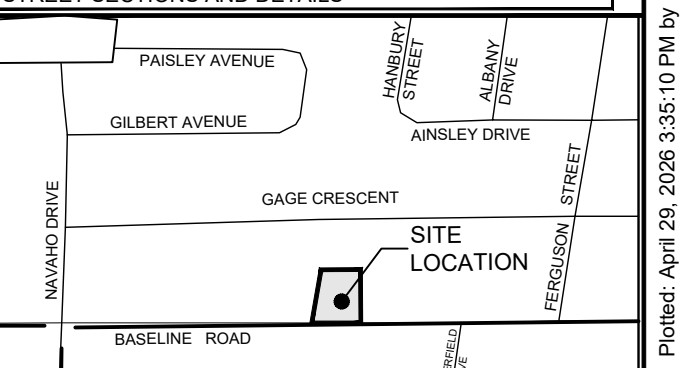 STREET SECTIONS AND DETAILS
PAISLEY AVENUE
HANBURY
STREET
ALBANY
DRIVE
GILBERT AVENUE
AINSLEY DRIVE
NAVAHO DRIVE
GAGE CRESCENT
FERGUSON STREET
SITE
LOCATION
BASELINE ROAD
Plotted: April 29, 2026 3:35:10 PM by